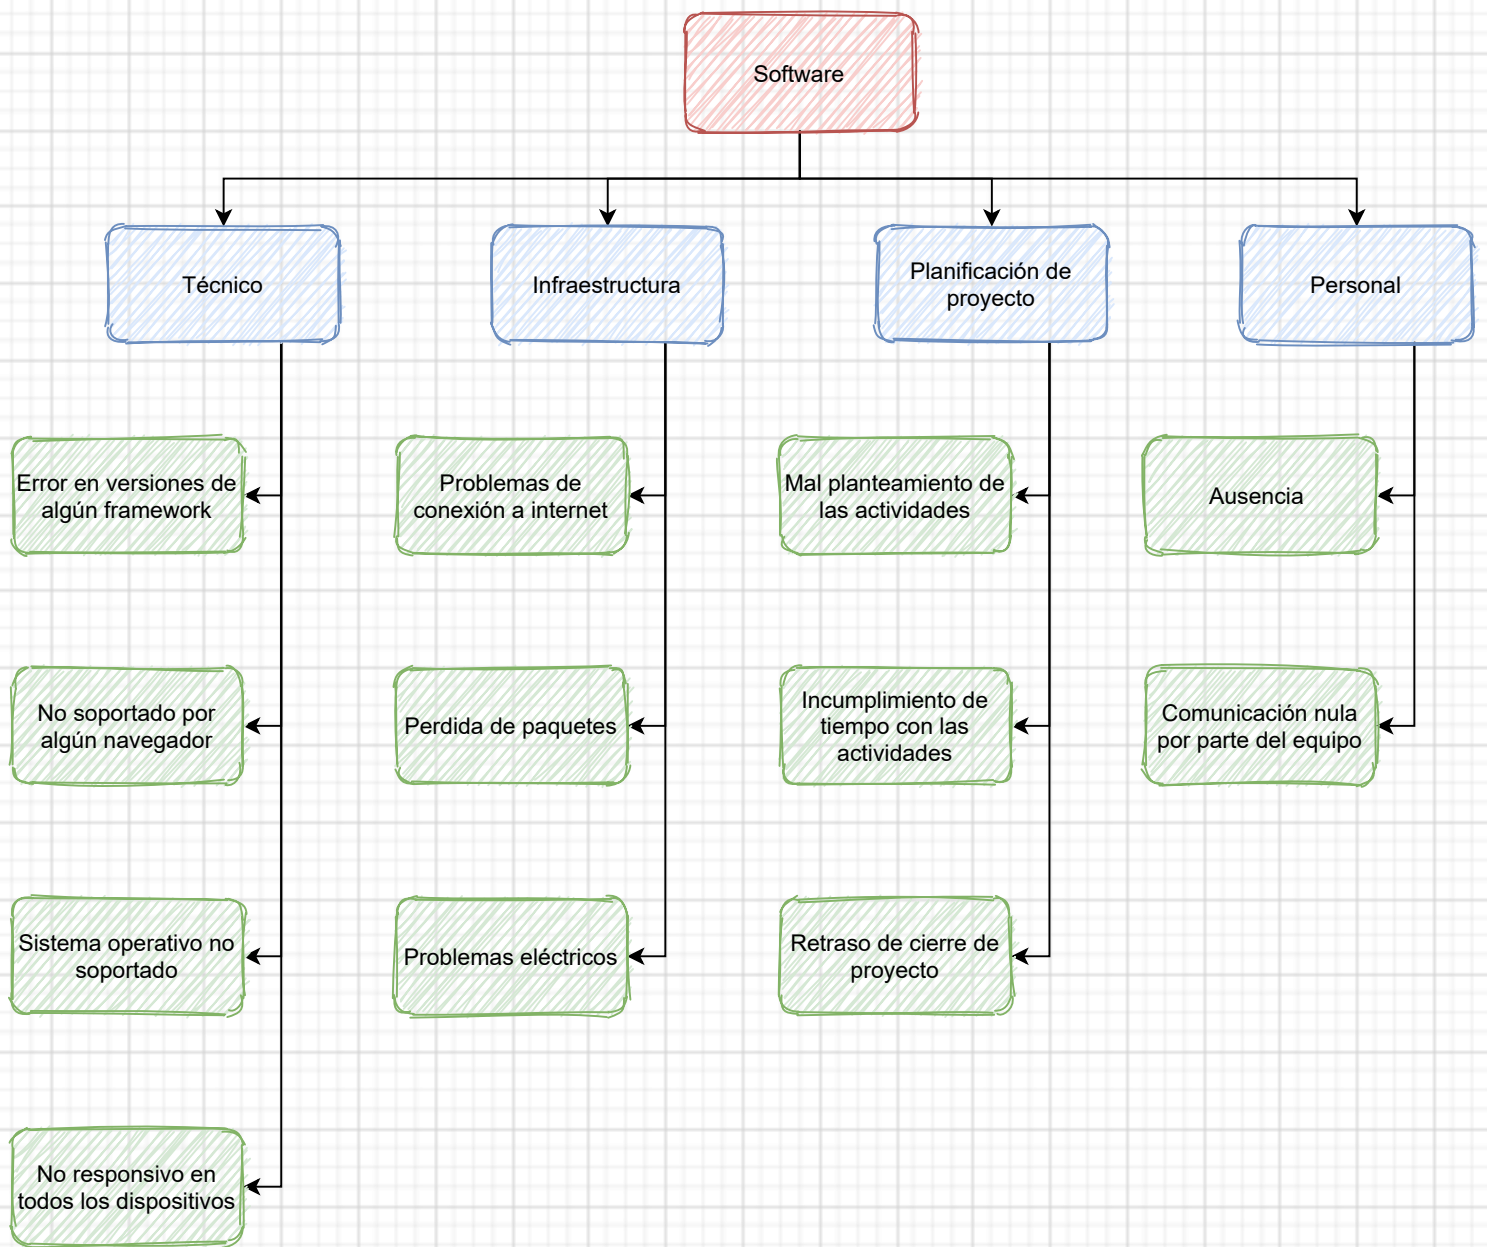 Software
Técnico
Infraestructura
Planificación de
proyecto
Personal
Error en versiones de
algún framework
Problemas de
conexión a internet
Mal planteamiento de
las actividades
Ausencia
No soportado por
algún navegador
Perdida de paquetes
Incumplimiento de
tiempo con las
actividades
Comunicación nula
por parte del equipo
Sistema operativo no
soportado
Problemas eléctricos
Retraso de cierre de
proyecto
No responsivo en
todos los dispositivos